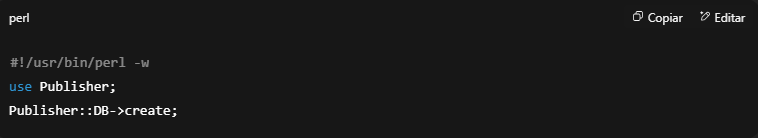 perl
Copiar
Editar
#!/usr/bin/perl -w
use Publisher;
Publisher::DB->create;